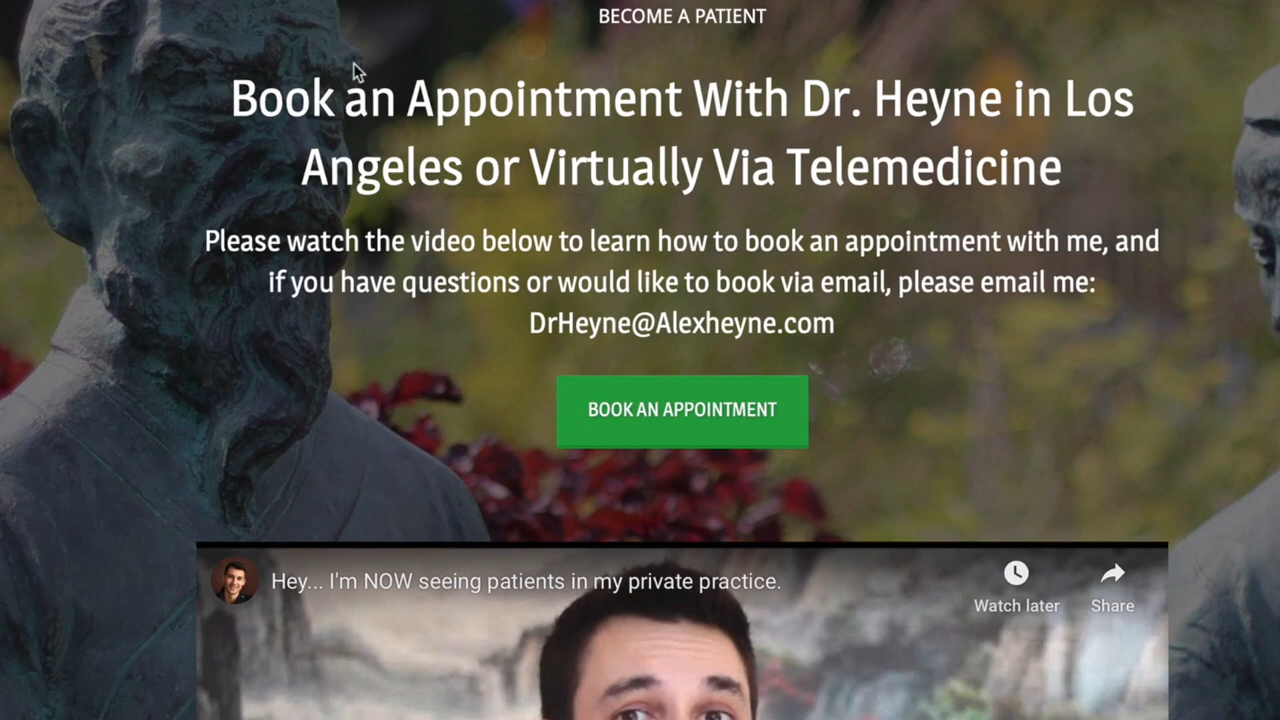 BECOME A PATIENT
Book an Appointment With Dr. Heyne in Los
Angeles or Virtually Via Telemedicine
Please watch the video below to learn how to book an appointment with me, and
if you have questions or would like to book via email, please email me:
DrHeyne@Alexheyne.com
BOOK AN APPOINTMENT
Hey... I'm NOW seeing patients in my private practice.
Watch later
Share